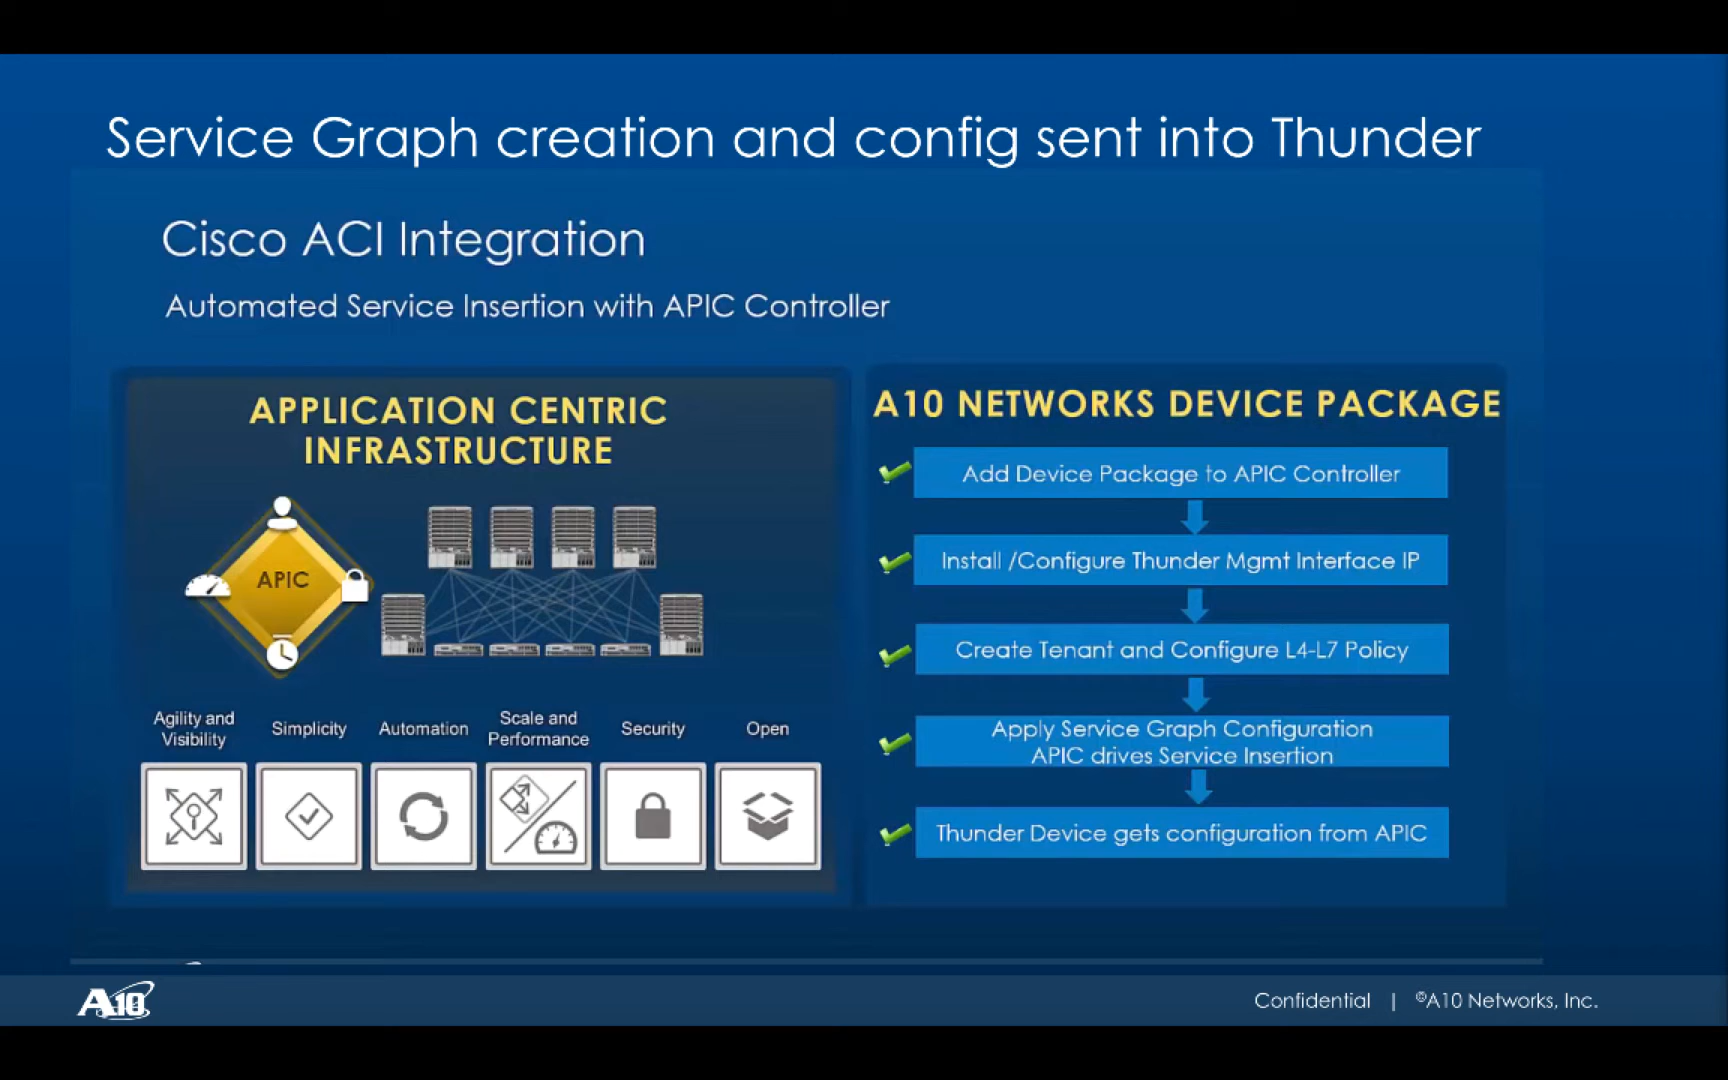 Service Graph creation and config sent into Thunder
Cisco ACI Integration
Automated Service Insertion with APIC Controller
APPLICATION CENTRIC
INFRASTRUCTURE
APIC
Agility and
Visibility
Simplicity
Automation
Scale and
Performance
Security
Open
A10 NETWORKS DEVICE PACKAGE
Add Device Package to APIC Controller
Install /Configure Thunder Mgmt Interface IP
Create Tenant and Configure L4-L7 Policy
Apply Service Graph Configuration
APIC drives Service Insertion
Thunder Device gets configuration from APIC
A10
Confidential | ©A10 Networks, Inc.